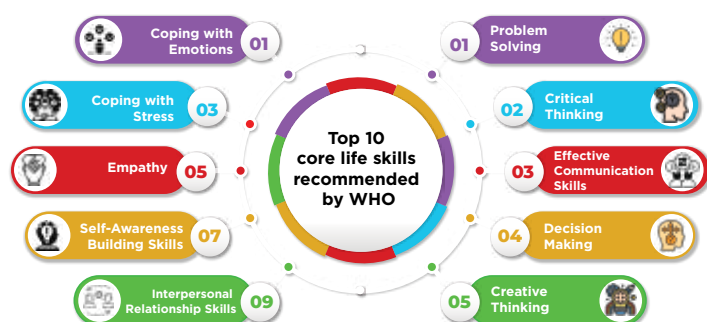 Coping with
Emotions
01
Coping with
Stress
03
Empathy
05
Self-Awareness
Building Skills
07
Interpersonal
Relationship Skills
09
Top 10
core life skills
recommended
by WHO
01
Problem
Solving
02
Critical
Thinking
03
Effective
Communication
Skills
04
Decision
Making
05
Creative
Thinking